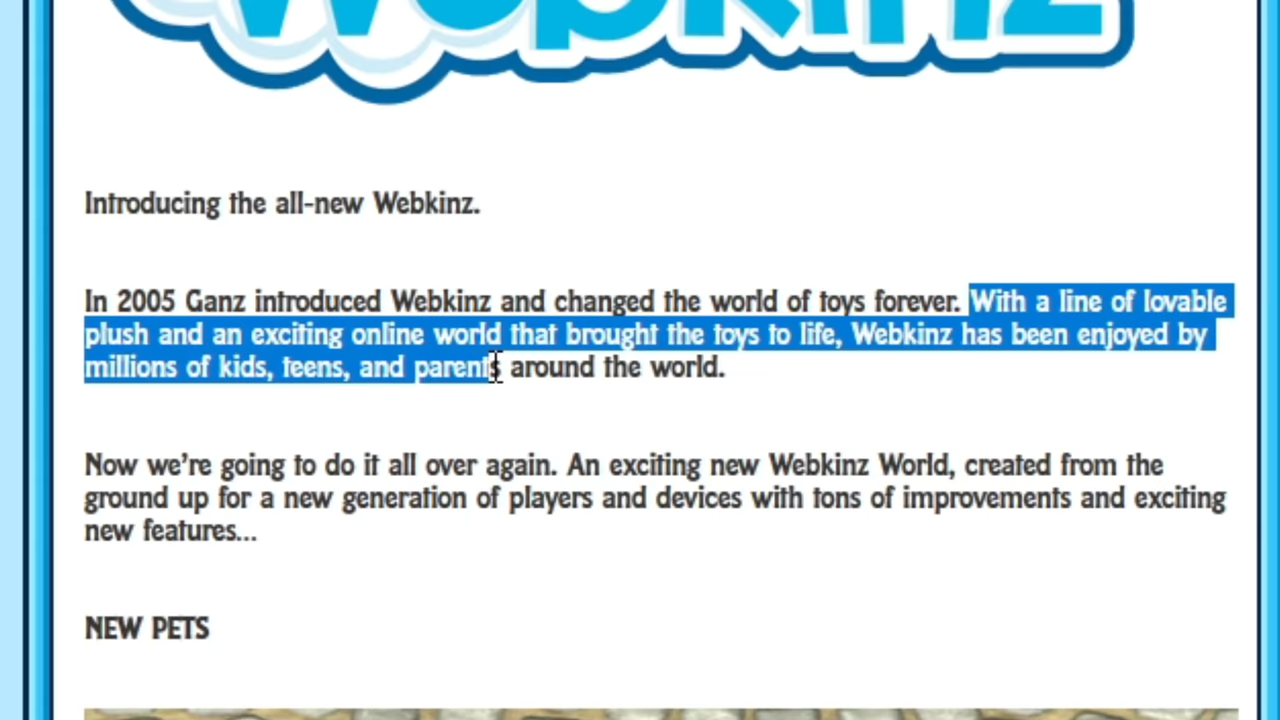 Webkinz
Introducing the all-new Webkinz.
In 2005 Ganz introduced Webkinz and changed the world of toys forever. With a line of lovable
plush and an exciting online world that brought the toys to life, Webkinz has been enjoyed by
millions of kids, teens, and parents around the world.
Now we're going to do it all over again. An exciting new Webkinz World, created from the
ground up for a new generation of players and devices with tons of improvements and exciting
new features...
NEW PETS